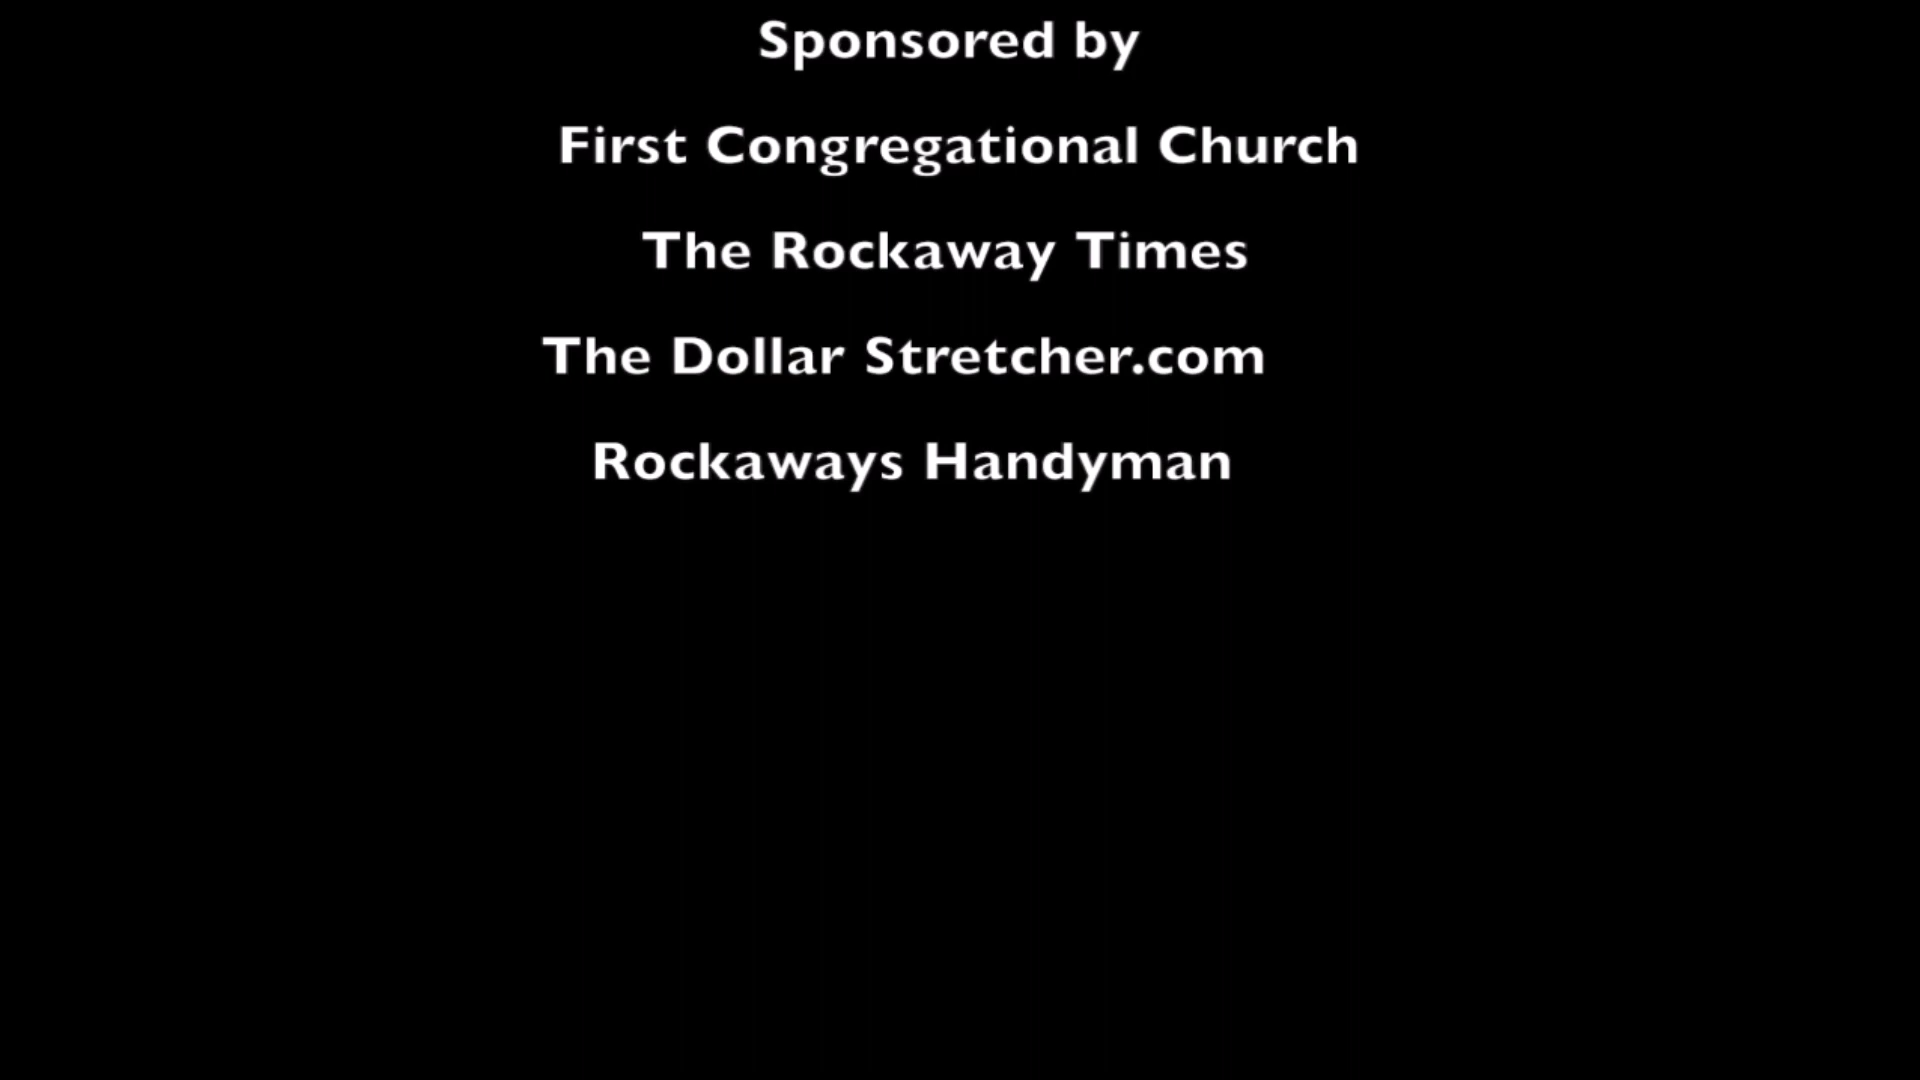 Sponsored by
First Congregational Church
The Rockaway Times
The Dollar Stretcher.com
Rockaways Handyman